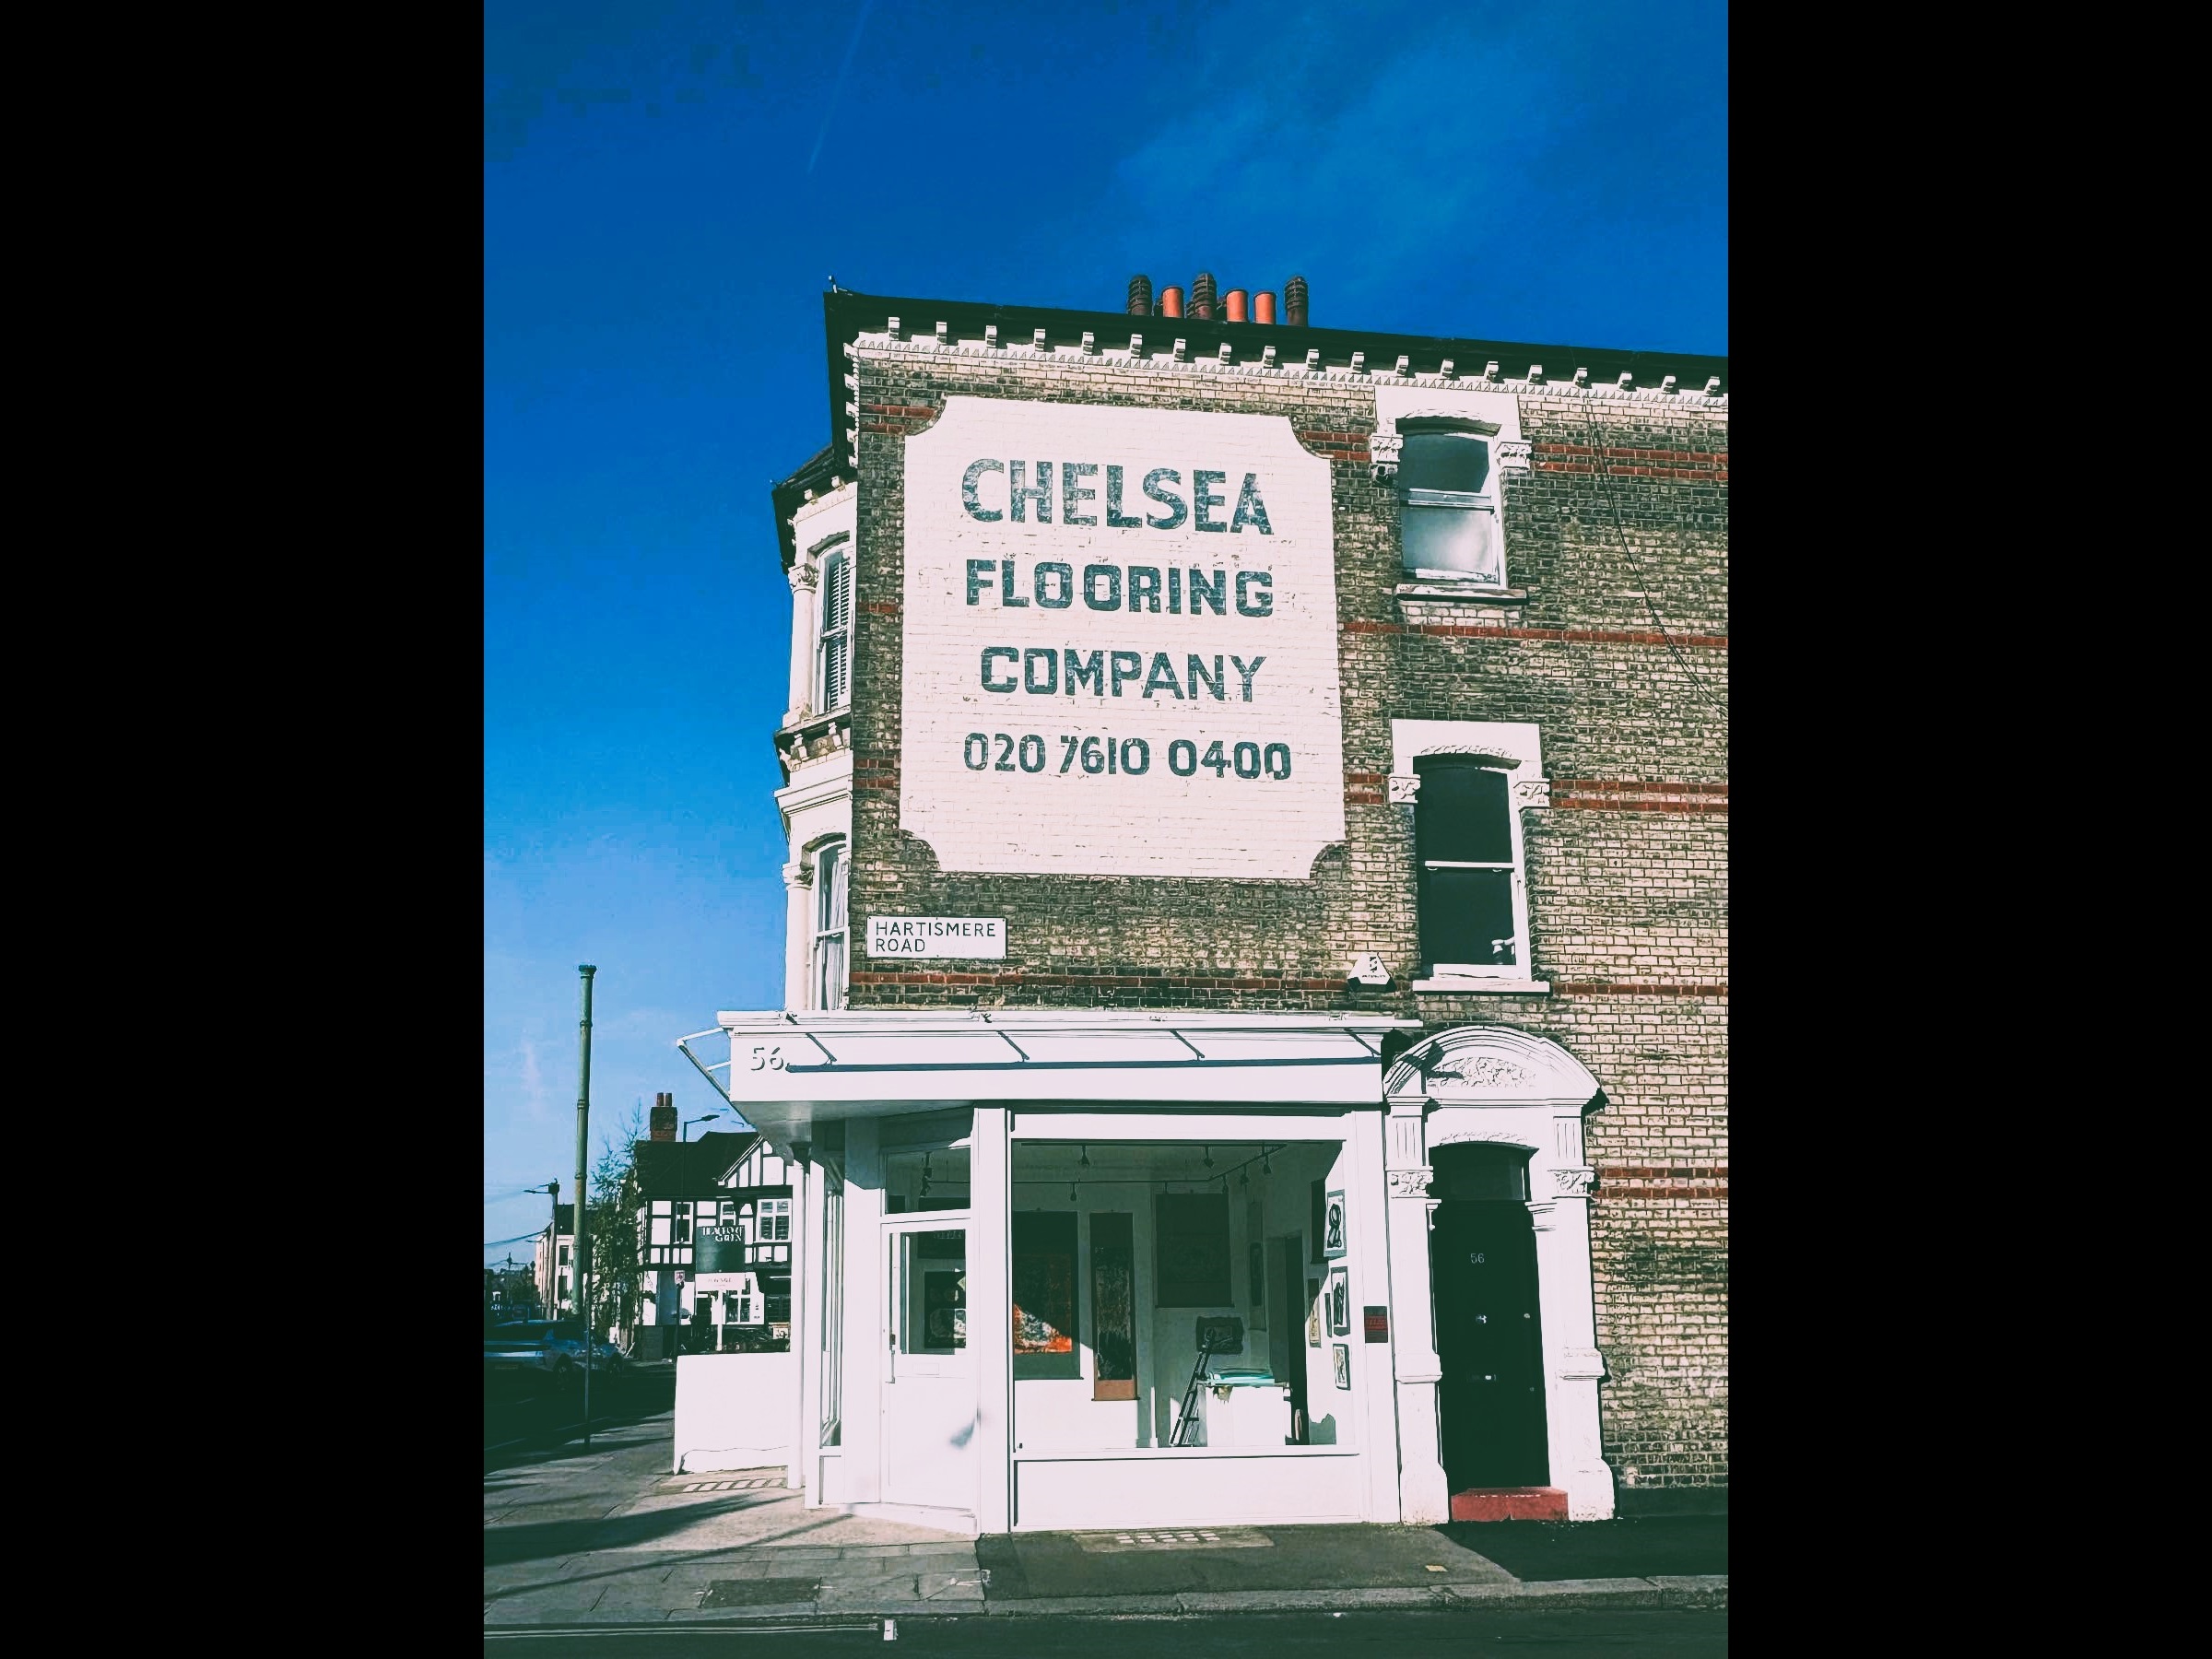 CHELSEA
FLOORING
COMPANY
020 7610 0400
HARTISMERE
ROAD
56
56